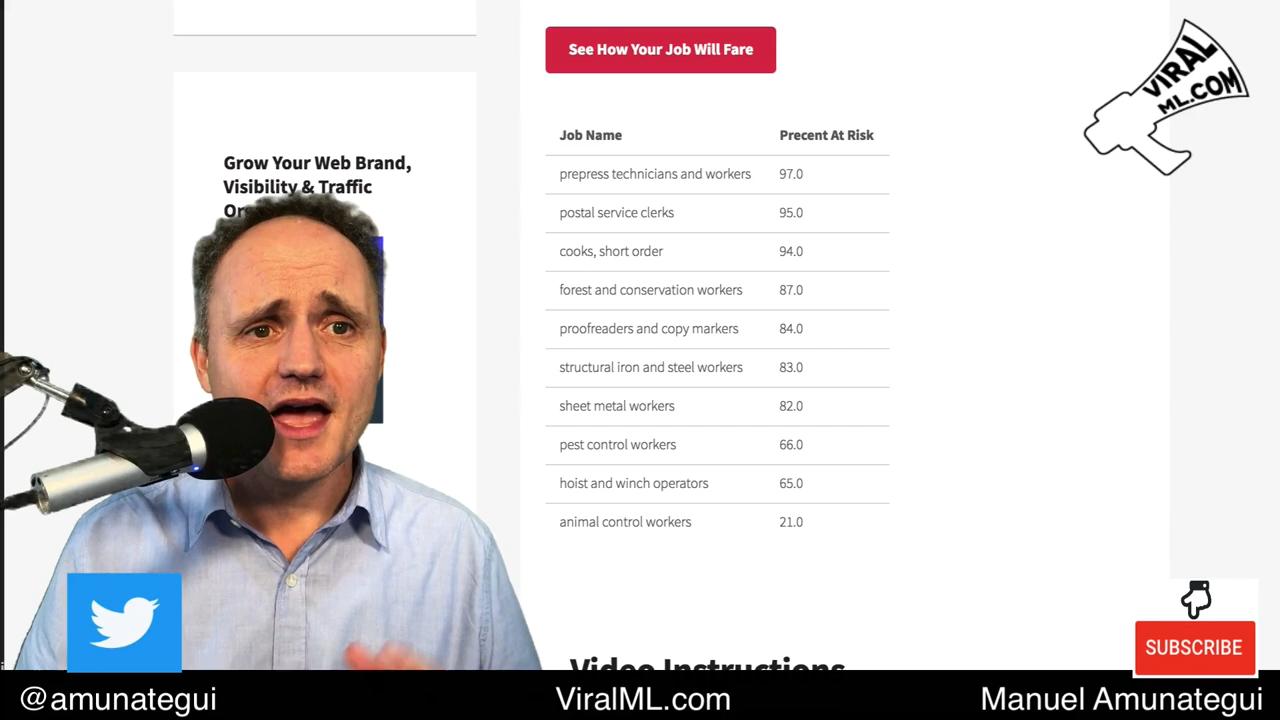 See How Your Job Will Fare
VIRAL
ML.COM
Job Name Precent At Risk
prepress technicians and workers 97.0
postal service clerks 95.0
cooks, short order 94.0
forest and conservation workers 87.0
proofreaders and copy markers 84.0
structural iron and steel workers 83.0
sheet metal workers 82.0
pest control workers 66.0
hoist and winch operators 65.0
animal control workers 21.0
Grow Your Web Brand,
Visibility & Traffic
Video Instructions
SUBSCRIBE
@amunategui ViralML.com Manuel Amunategui